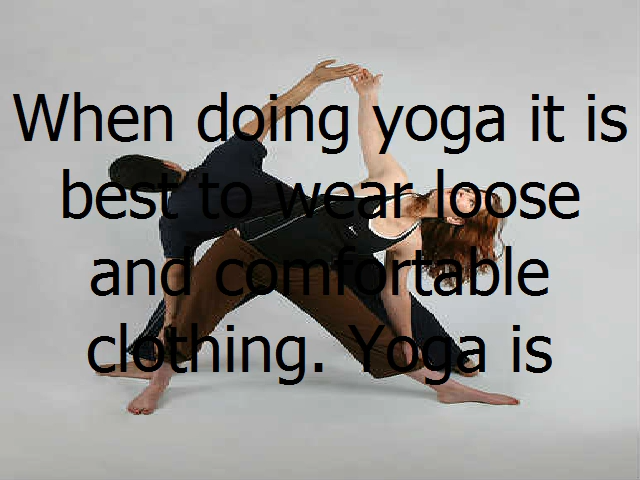 When doing yoga it is
best to wear loose
and comfortable
clothing. Yoga is